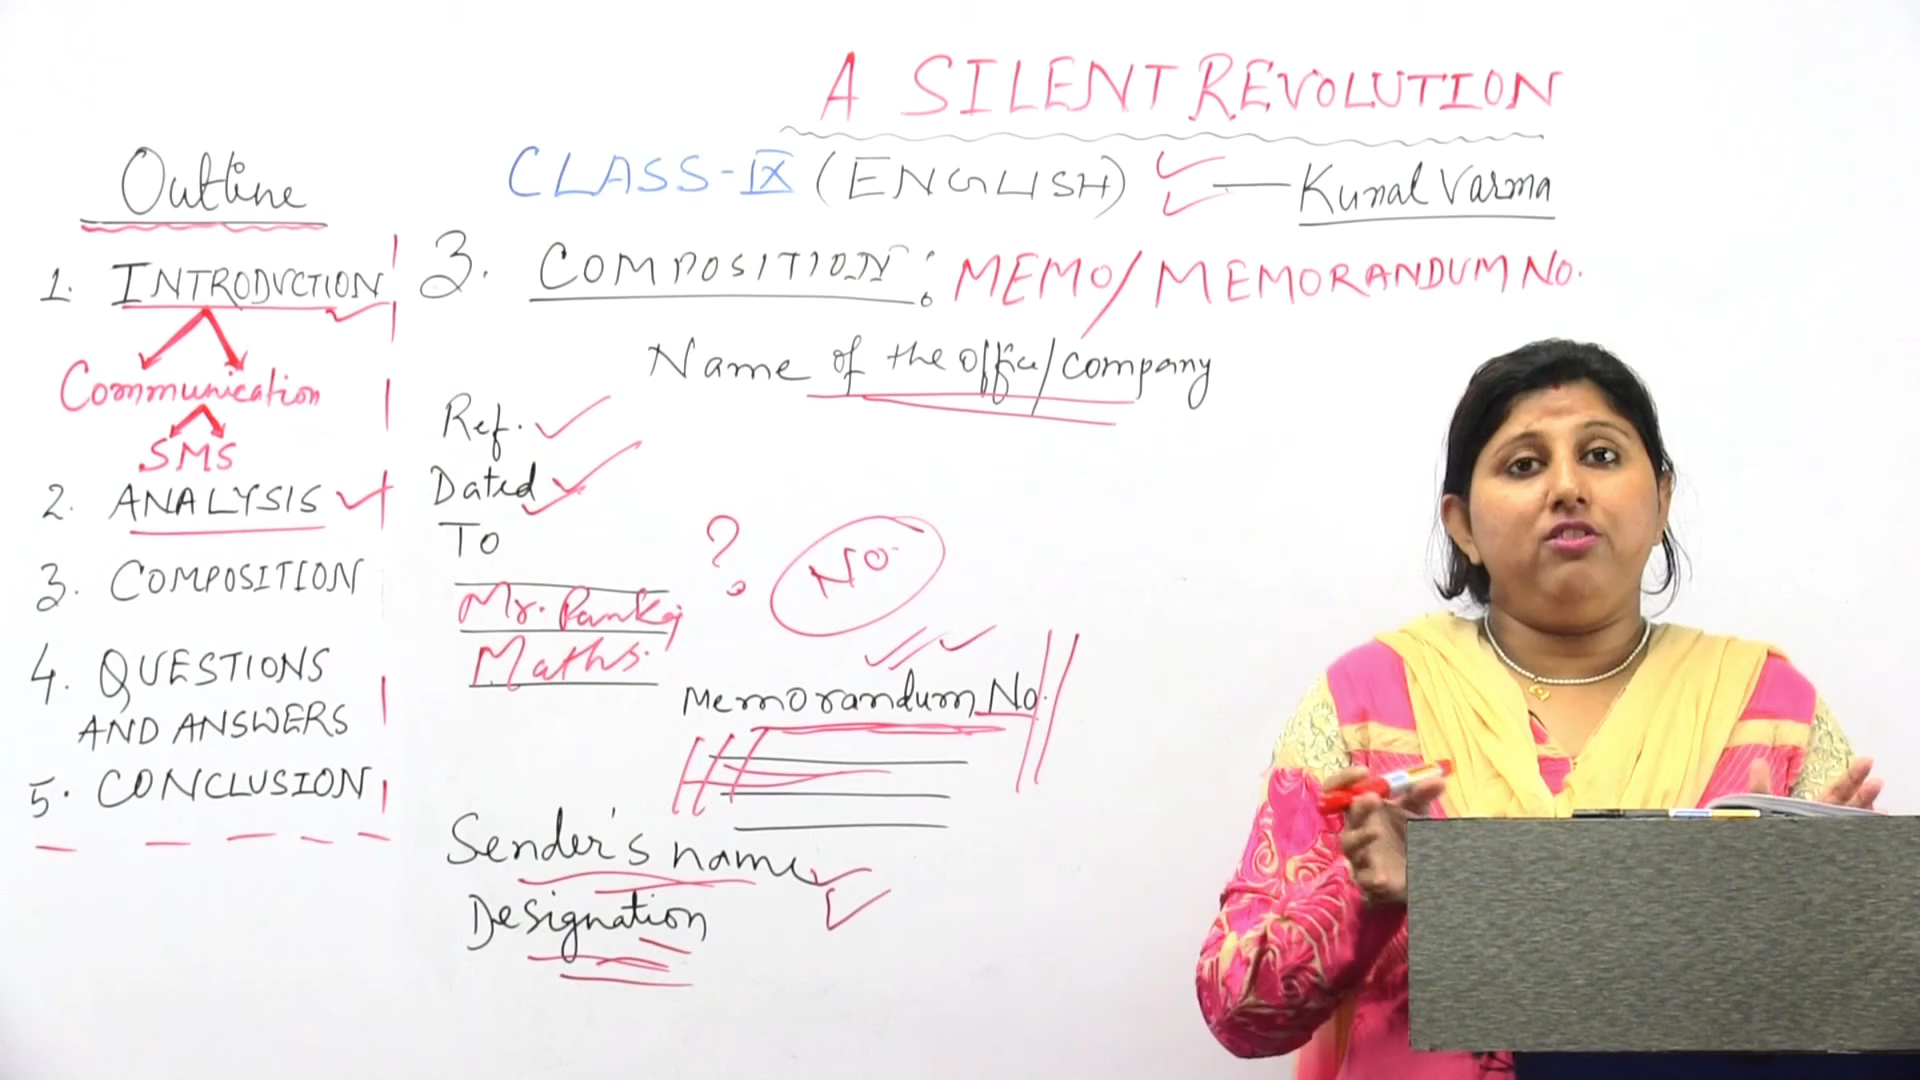 A SILENT REVOLUTION
CLASS-IX (ENGLISH) — Kunal Varma
Outline
1. INTRODUCTION
Communication
SMS
2. ANALYSIS
3. COMPOSITION
4. QUESTIONS
AND ANSWERS
5. CONCLUSION
3. COMPOSITION: MEMO/MEMORANDUM NO.
Name of the office/company
Ref.
Dated
To
Mr. Pankaj
Maths.
? NO
Memorandum No.
Sender's name
Designation